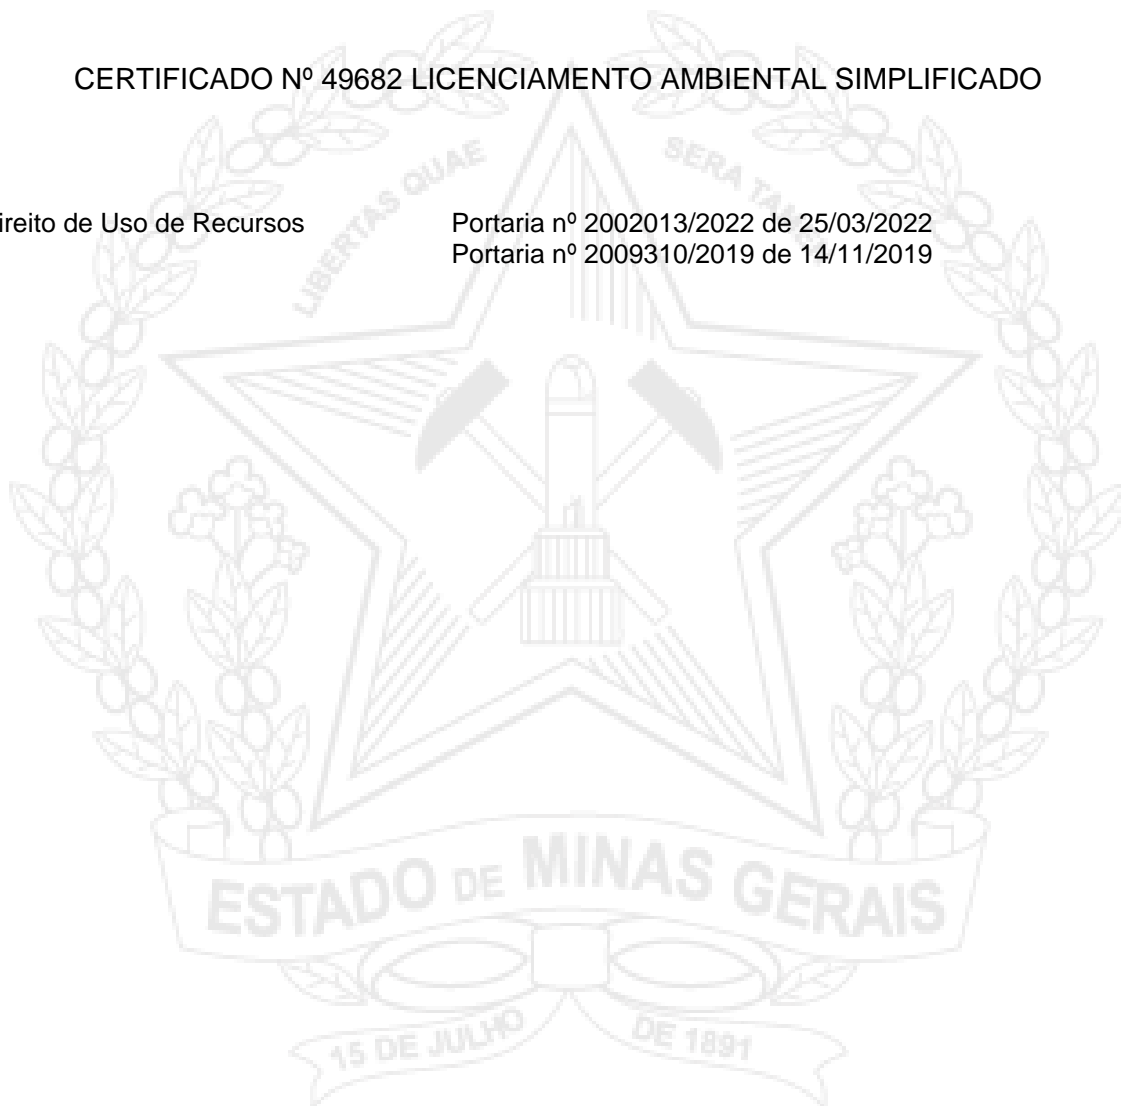 CERTIFICADO Nº 49682 LICENCIAMENTO AMBIENTAL SIMPLIFICADO
LIBERTAS QUAE SERA TAMEN
ireito de Uso de Recursos Portaria nº 2002013/2022 de 25/03/2022
Portaria nº 2009310/2019 de 14/11/2019
ESTADO DE MINAS GERAIS
15 DE JULHO DE 1891